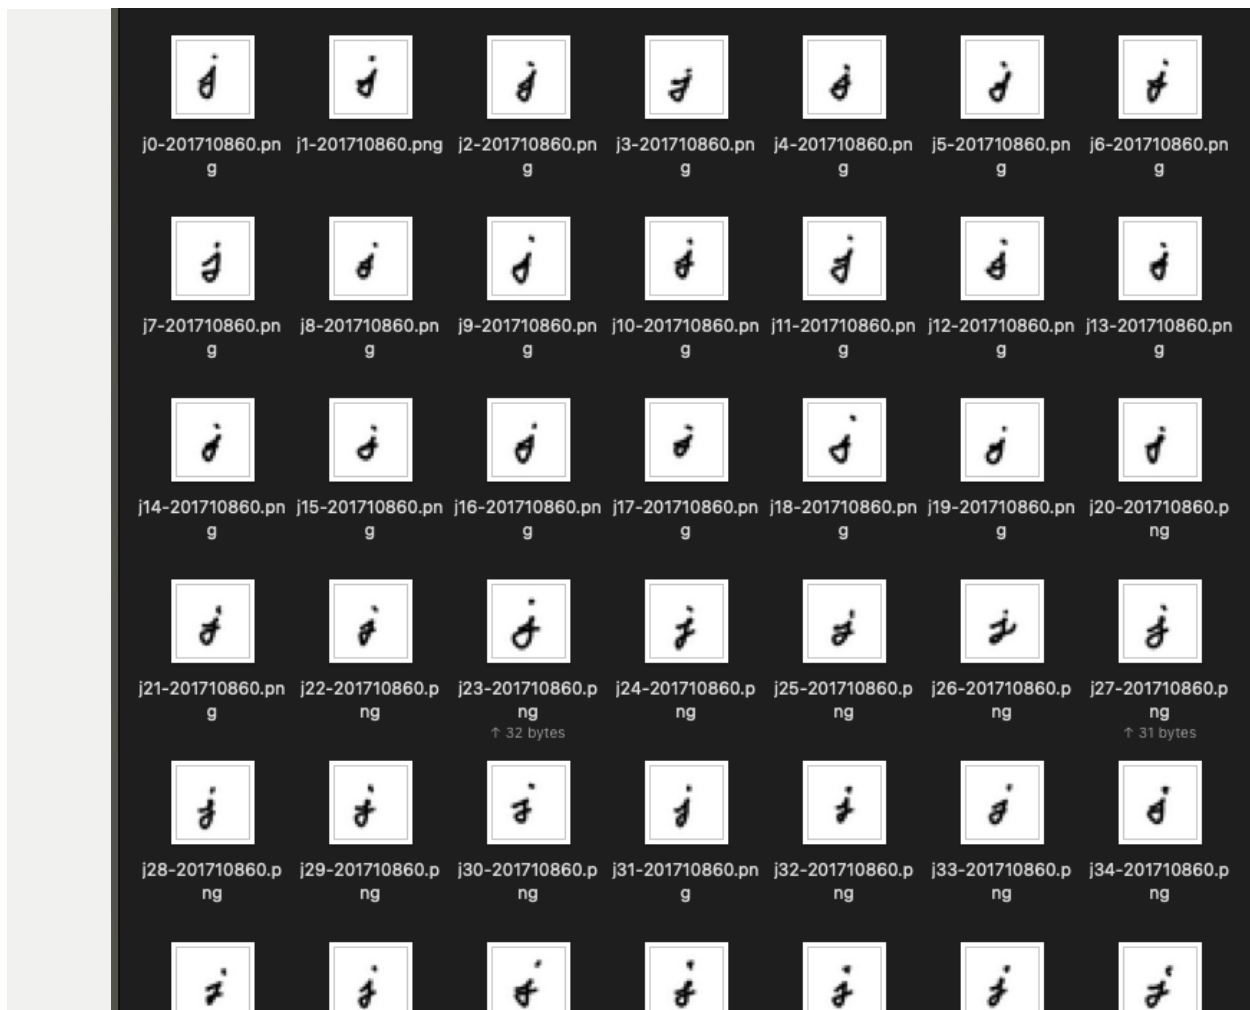 j j j j j j j
j0-201710860.pn j1-201710860.png j2-201710860.pn j3-201710860.pn j4-201710860.pn j5-201710860.pn j6-201710860.pn
g g g g g g
j j j j j j j
j7-201710860.pn j8-201710860.pn j9-201710860.pn j10-201710860.pn j11-201710860.pn j12-201710860.pn j13-201710860.pn
g g g g g g g
j j j j j j j
j14-201710860.pn j15-201710860.pn j16-201710860.pn j17-201710860.pn j18-201710860.pn j19-201710860.pn j20-201710860.p
g g g g g g ng
j j j j j j j
j21-201710860.pn j22-201710860.p j23-201710860.p j24-201710860.p j25-201710860.p j26-201710860.p j27-201710860.p
g ng ng ng ng ng ng
↑ 32 bytes ↑ 31 bytes
j j j j j j j
j28-201710860.p j29-201710860.p j30-201710860.p j31-201710860.pn j32-201710860.p j33-201710860.p j34-201710860.p
ng ng ng g ng ng ng
j j j j j j j